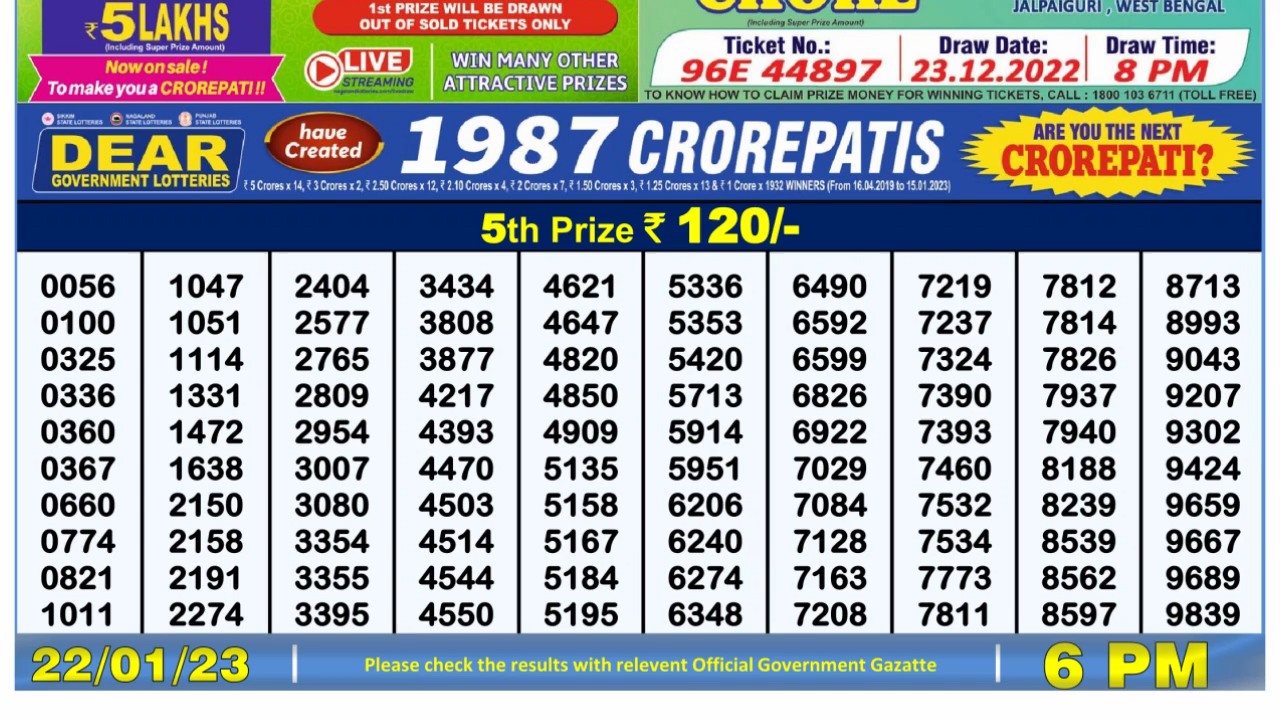 ₹5LAKHS
(Including Super Prize Amount)
Now on sale !
To make you a CROREPATI !!
1st PRIZE WILL BE DRAWN
OUT OF SOLD TICKETS ONLY
LIVE
STREAMING
WIN MANY OTHER
ATTRACTIVE PRIZES
(Including Super Prize Amount)
JALPAIGURI , WEST BENGAL
Ticket No.: Draw Date: Draw Time:
96E 44897 23.12.2022 8 PM
TO KNOW HOW TO CLAIM PRIZE MONEY FOR WINNING TICKETS, CALL : 1800 103 6711 (TOLL FREE)
SIKKIM STATE LOTTERIES NAGALAND STATE LOTTERIES PUNJAB STATE LOTTERIES
DEAR
GOVERNMENT LOTTERIES
have
Created
1987 CROREPATIS
₹ 5 Crores x 14, ₹ 3 Crores x 2, ₹ 2.50 Crores x 12, ₹ 2.10 Crores x 4, ₹ 2 Crores x 7, ₹ 1.50 Crores x 3, ₹ 1.25 Crores x 13 & ₹ 1 Crore x 1932 WINNERS (From 16.04.2019 to 15.01.2023)
ARE YOU THE NEXT
CROREPATI?
5th Prize ₹ 120/-
0056 1047 2404 3434 4621 5336 6490 7219 7812 8713
0100 1051 2577 3808 4647 5353 6592 7237 7814 8993
0325 1114 2765 3877 4820 5420 6599 7324 7826 9043
0336 1331 2809 4217 4850 5713 6826 7390 7937 9207
0360 1472 2954 4393 4909 5914 6922 7393 7940 9302
0367 1638 3007 4470 5135 5951 7029 7460 8188 9424
0660 2150 3080 4503 5158 6206 7084 7532 8239 9659
0774 2158 3354 4514 5167 6240 7128 7534 8539 9667
0821 2191 3355 4544 5184 6274 7163 7773 8562 9689
1011 2274 3395 4550 5195 6348 7208 7811 8597 9839
22/01/23 Please check the results with relevent Official Government Gazatte 6 PM